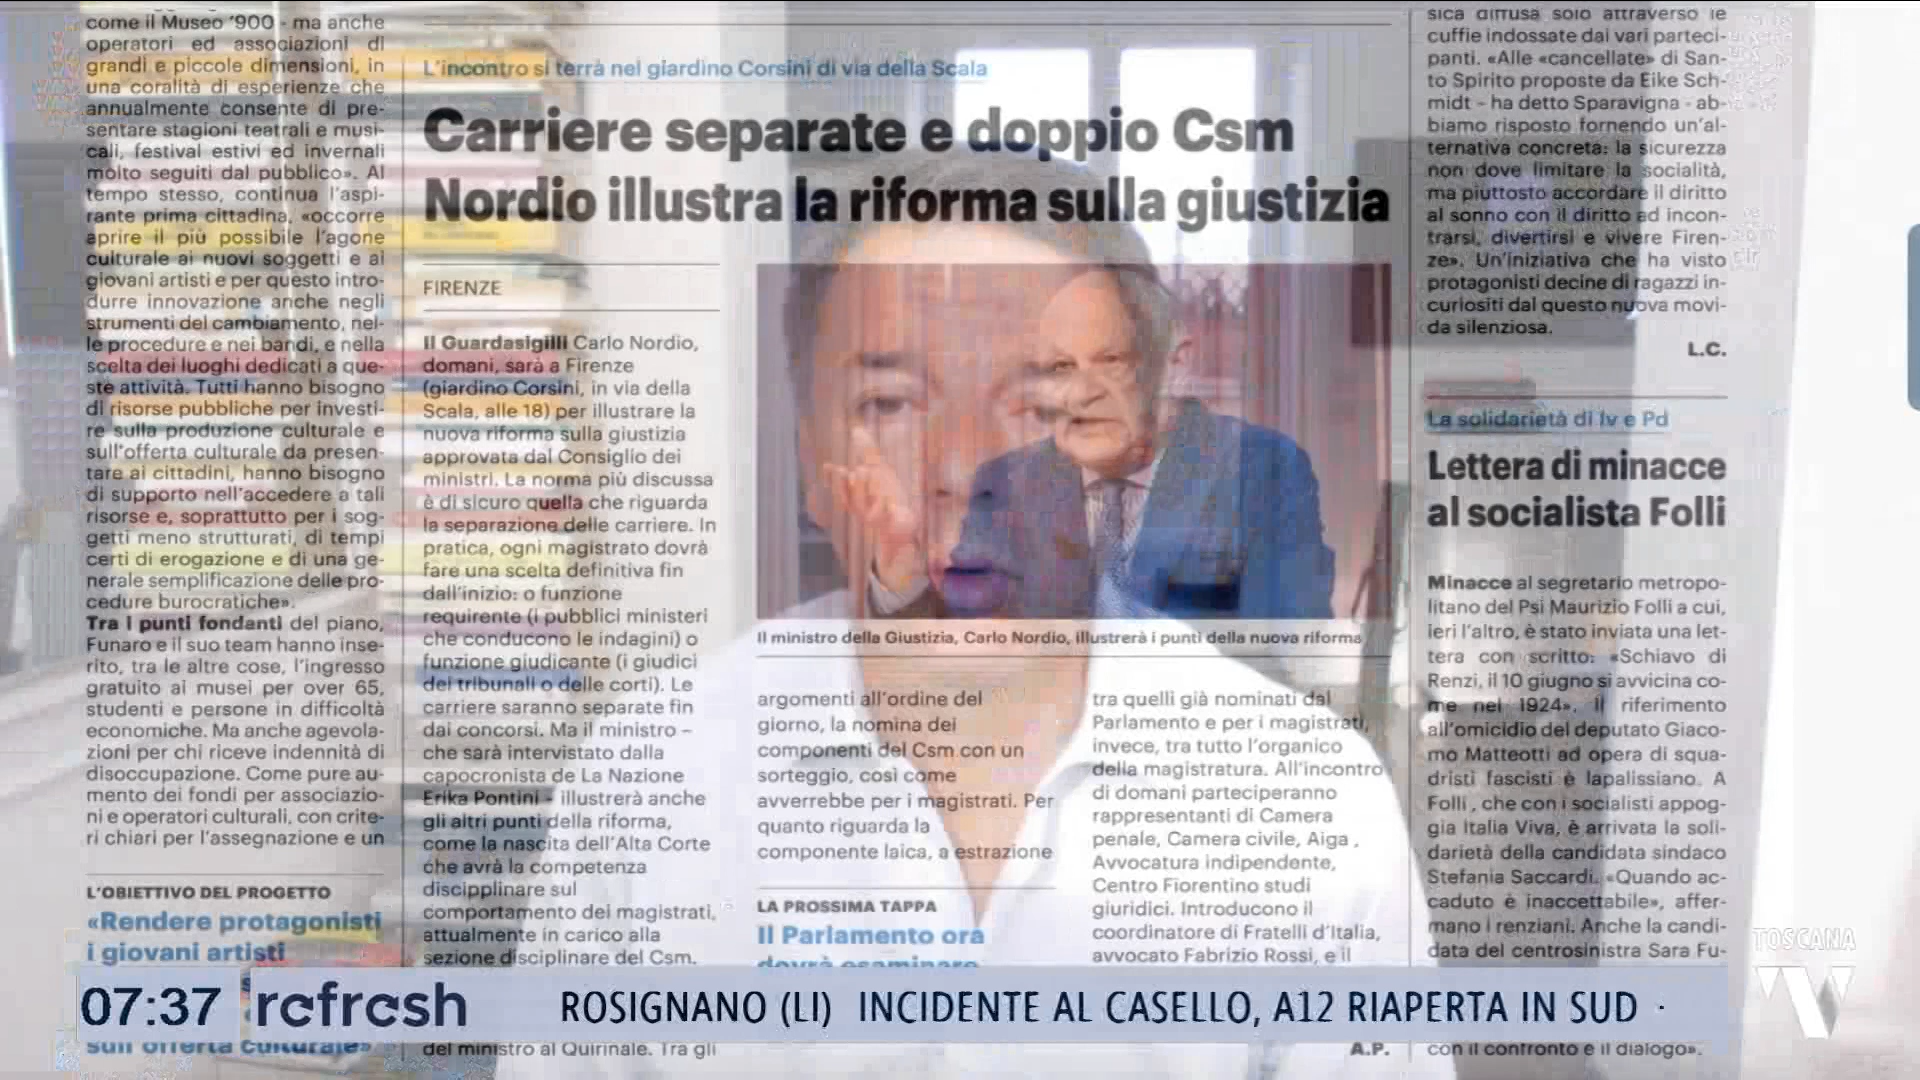 come il Museo '900 - ma anche
operatori ed associazioni di
grandi e piccole dimensioni, in
una coralità di esperienze che
annualmente consente di pre-
sentare stagioni teatrali e musi-
cali, festival estivi ed invernali
molto seguiti dal pubblico». Al
tempo stesso, continua l'aspi-
rante prima cittadina, «occorre
aprire il più possibile l'agone
culturale ai nuovi soggetti e ai
giovani artisti e per questo intro-
durre innovazione anche negli
strumenti del cambiamento, nel-
le procedure e nei bandi, e nella
scelta dei luoghi dedicati a que-
ste attività. Tutti hanno bisogno
di risorse pubbliche per investi-
re sulla produzione culturale e
sull'offerta culturale da presen-
tare ai cittadini, hanno bisogno
di supporto nell'accedere a tali
risorse e, soprattutto per i sog-
getti meno strutturati, di tempi
certi di erogazione e di una ge-
nerale semplificazione delle pro-
cedure burocratiche».
Tra i punti fondanti del piano,
Funaro e il suo team hanno inse-
rito, tra le altre cose, l'ingresso
gratuito ai musei per over 65,
studenti e persone in difficoltà
economiche. Ma anche agevola-
zioni per chi riceve indennità di
disoccupazione. Come pure au-
mento dei fondi per associazio-
ni e operatori culturali, con crite-
ri chiari per l'assegnazione e un
L'OBIETTIVO DEL PROGETTO
«Rendere protagonisti
i giovani artisti
sull'offerta culturale»
L'incontro si terrà nel giardino Corsini di via della Scala
Carriere separate e doppio Csm
Nordio illustra la riforma sulla giustizia
FIRENZE
Il Guardasigilli Carlo Nordio,
domani, sarà a Firenze
(giardino Corsini, in via della
Scala, alle 18) per illustrare la
nuova riforma sulla giustizia
approvata dal Consiglio dei
ministri. La norma più discussa
è di sicuro quella che riguarda
la separazione delle carriere. In
pratica, ogni magistrato dovrà
fare una scelta definitiva fin
dall'inizio: o funzione
requirente (i pubblici ministeri
che conducono le indagini) o
funzione giudicante (i giudici
dei tribunali o delle corti). Le
carriere saranno separate fin
dai concorsi. Ma il ministro –
che sarà intervistato dalla
capocronista de La Nazione
Erika Pontini - illustrerà anche
gli altri punti della riforma,
come la nascita dell'Alta Corte
che avrà la competenza
discipplinare sul
comportamento dei magistrati,
attualmente in carico alla
sezione disciplinare del Csm.
del ministro al Quirinale. Tra gli
Il ministro della Giustizia, Carlo Nordio, illustrerà i punti della nuova riforma
argomenti all'ordine del
giorno, la nomina dei
componenti del Csm con un
sorteggio, così come
avverrebbe per i magistrati. Per
quanto riguarda la
componente laica, a estrazione
LA PROSSIMA TAPPA
Il Parlamento ora
dovrà esaminare
tra quelli già nominati dal
Parlamento e per i magistrati,
invece, tra tutto l'organico
della magistratura. All'incontro
di domani parteciperanno
rappresentanti di Camera
penale, Camera civile, Aiga ,
Avvocatura indipendente,
Centro Fiorentino studi
giuridici. Introducono il
coordinatore di Fratelli d'Italia,
avvocato Fabrizio Rossi, e il
A.P.
sica diffusa solo attraverso le
cuffie indossate dai vari parteci-
panti. «Alle «cancellate» di San-
to Spirito proposte da Eike Sch-
midt – ha detto Sparavigna - ab-
biamo risposto fornendo un'al-
ternativa concreta: la sicurezza
non dove limitare la socialità,
ma piuttosto accordare il diritto
al sonno con il diritto ad incon-
trarsi, divertirsi e vivere Firen-
ze». Un'iniziativa che ha visto
protagonisti decine di ragazzi in-
curiositi dal questo nuova movi-
da silenziosa.
L.C.
La solidarietà di Iv e Pd
Lettera di minacce
al socialista Folli
Minacce al segretario metropo-
litano del Psi Maurizio Folli a cui,
ieri l'altro, è stato inviata una let-
tera con scritto: «Schiavo di
Renzi, il 10 giugno si avvicina co-
me nel 1924». Il riferimento
all'omicidio del deputato Giaco-
mo Matteotti ad opera di squa-
dristi fascisti è lapalissiano. A
Folli , che con i socialisti appog-
gia Italia Viva, è arrivata la soli-
darietà della candidata sindaco
Stefania Saccardi. «Quando ac-
caduto è inaccettabile», affer-
mano i renziani. Anche la candi-
data del centrosinistra Sara Fu-
con il confronto e il dialogo».
TOSCANA
TV
07:37 refresh ROSIGNANO (LI) INCIDENTE AL CASELLO, A12 RIAPERTA IN SUD